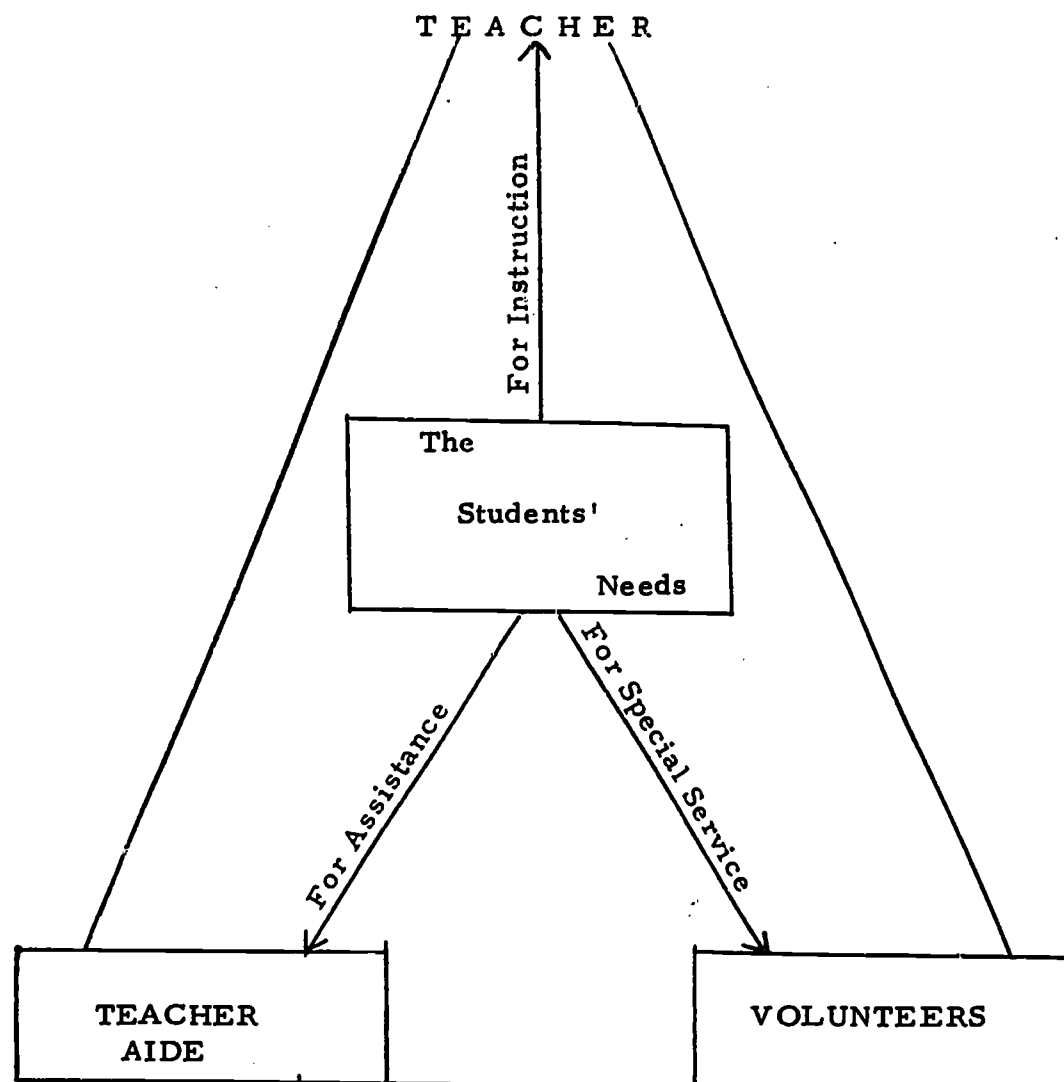 TEACHER
For Instruction
The
Students'
Needs
For Assistance
For Special Service
TEACHER
AIDE
VOLUNTEERS